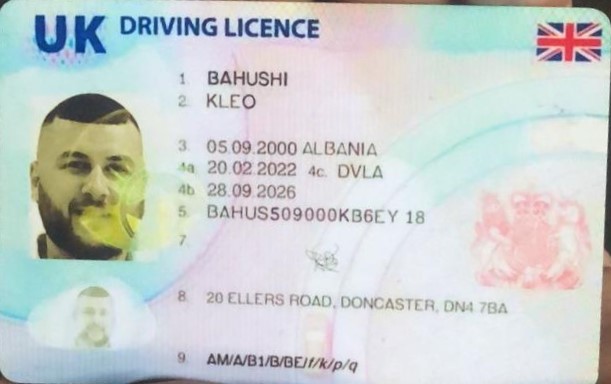 UK DRIVING LICENCE
1. BAHUSHI
2. KLEO
3. 05.09.2000 ALBANIA
4a. 20.02.2022 4c. DVLA
4b. 28.09.2026
5. BAHUS509000KB6EY 18
7.
8. 20 ELLERS ROAD, DONCASTER, DN4 7BA
9. AM/A/B1/B/BE/f/k/p/q